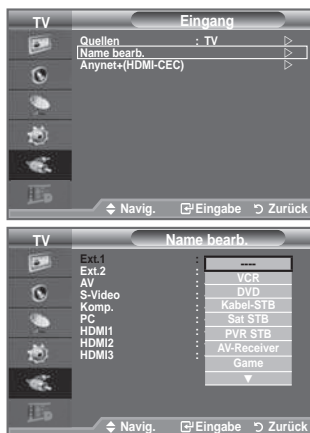 TV Eingang
Quellen : TV
Name bearb.
Anynet+(HDMI-CEC)
Navig. Eingabe Zurück
TV Name bearb.
Ext.1 : ----
Ext.2 : VCR
AV : DVD
S-Video : Kabel-STB
Komp. : Sat STB
PC : PVR STB
HDMI1 : AV-Receiver
HDMI2 : Game
HDMI3 :
Navig. Eingabe Zurück